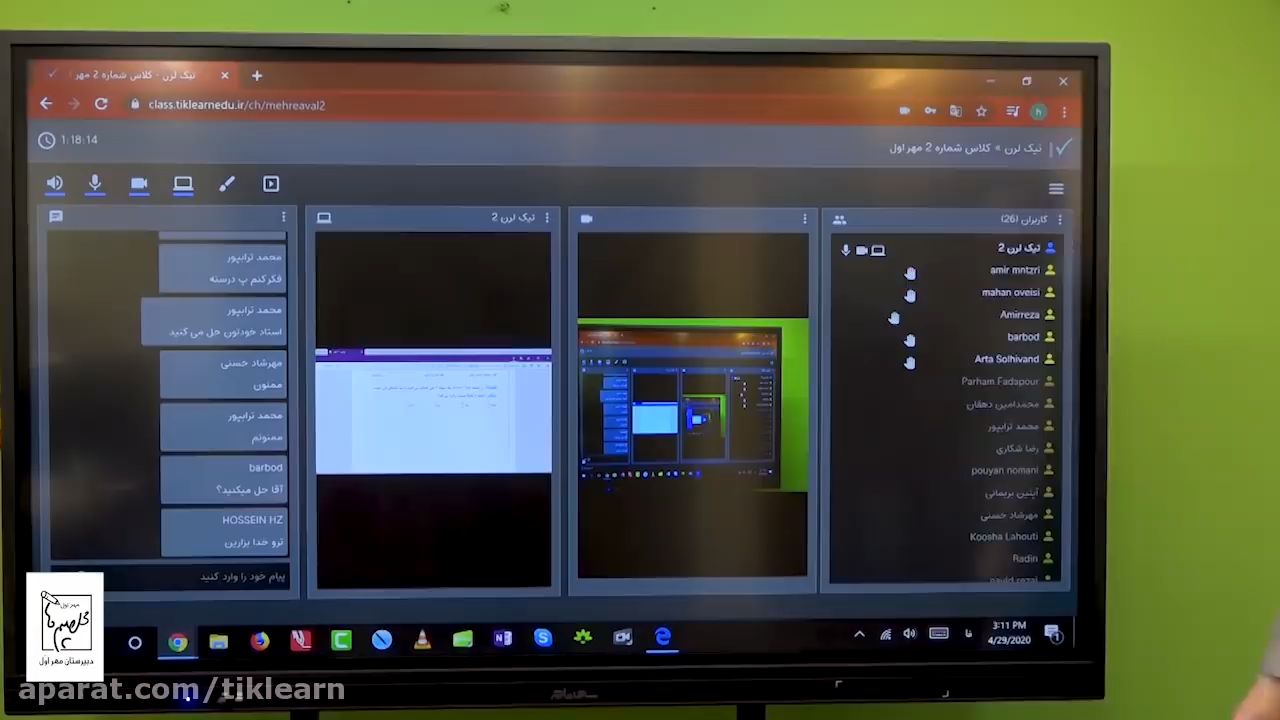 تیک لرن - کلاس شماره 2 مهر
class.tiklearnedu.ir/ch/mehreaval2
1:18:14
تیک لرن » کلاس شماره 2 مهر اول
محمد ترابپور
فکر کنم پ درسته
محمد ترابپور
استاد خودتون حل می کنید
مهرشاد حسنی
ممنون
محمد ترابپور
ممنونم
barbod
آقا حل میکنید؟
HOSSEIN HZ
ترو خدا بزارین
پیام خود را وارد کنید
تیک لرن 2
کاربران (26)
تیک لرن 2
amir mntzri
mahan oveisi
Amirreza
barbod
Arta Solhivand
Parham Fadapour
محمدامین دهقان
محمد ترابپور
رضا شکاری
pouyan nomani
آیتین بریمانی
مهرشاد حسنی
Koosha Lahouti
Radin
navid rezai
3:11 PM
4/29/2020
مهر اول
دبیرستان مهر اول
aparat.com/tiklearn